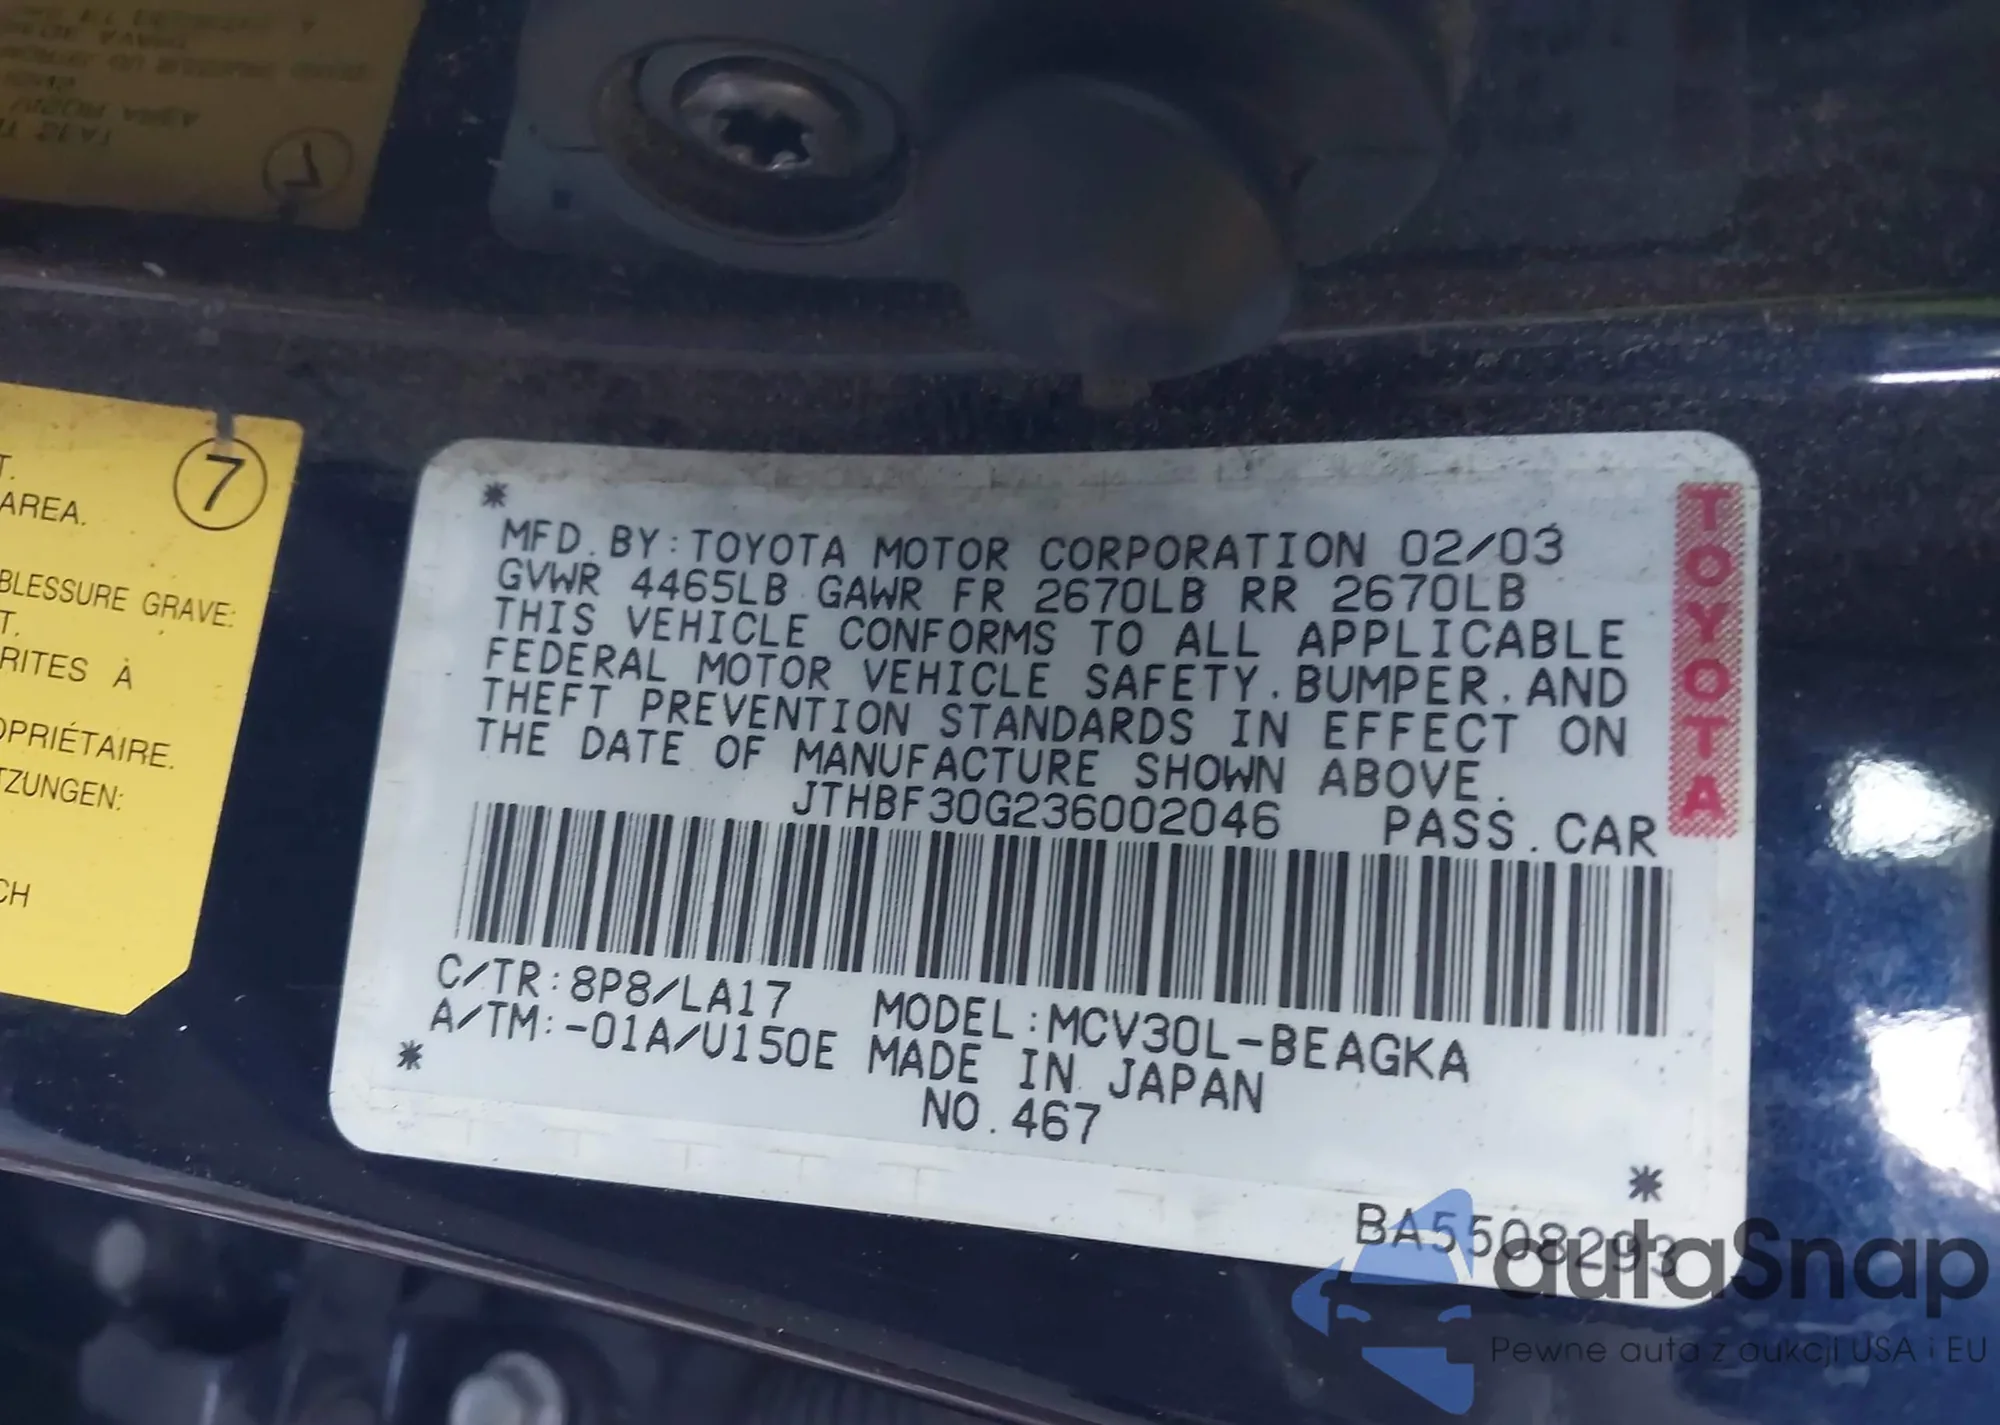 7
T.
AREA.
BLESSURE GRAVE:
T.
RITES À
OPRIÉTAIRE.
TZUNGEN:
CH
*
MFD. BY: TOYOTA MOTOR CORPORATION 02/03
GVWR 4465LB GAWR FR 2670LB RR 2670LB
THIS VEHICLE CONFORMS TO ALL APPLICABLE
FEDERAL MOTOR VEHICLE SAFETY, BUMPER, AND
THEFT PREVENTION STANDARDS IN EFFECT ON
THE DATE OF MANUFACTURE SHOWN ABOVE.
JTHBF30G236002046 PASS. CAR
C/TR: 8P8/LA17 MODEL: MCV30L-BEAGKA
A/TM: -01A/U150E MADE IN JAPAN
* NO. 467
*
BA5508293
TOYOTA
autaSnap
Pewne auta z aukcji USA i EU